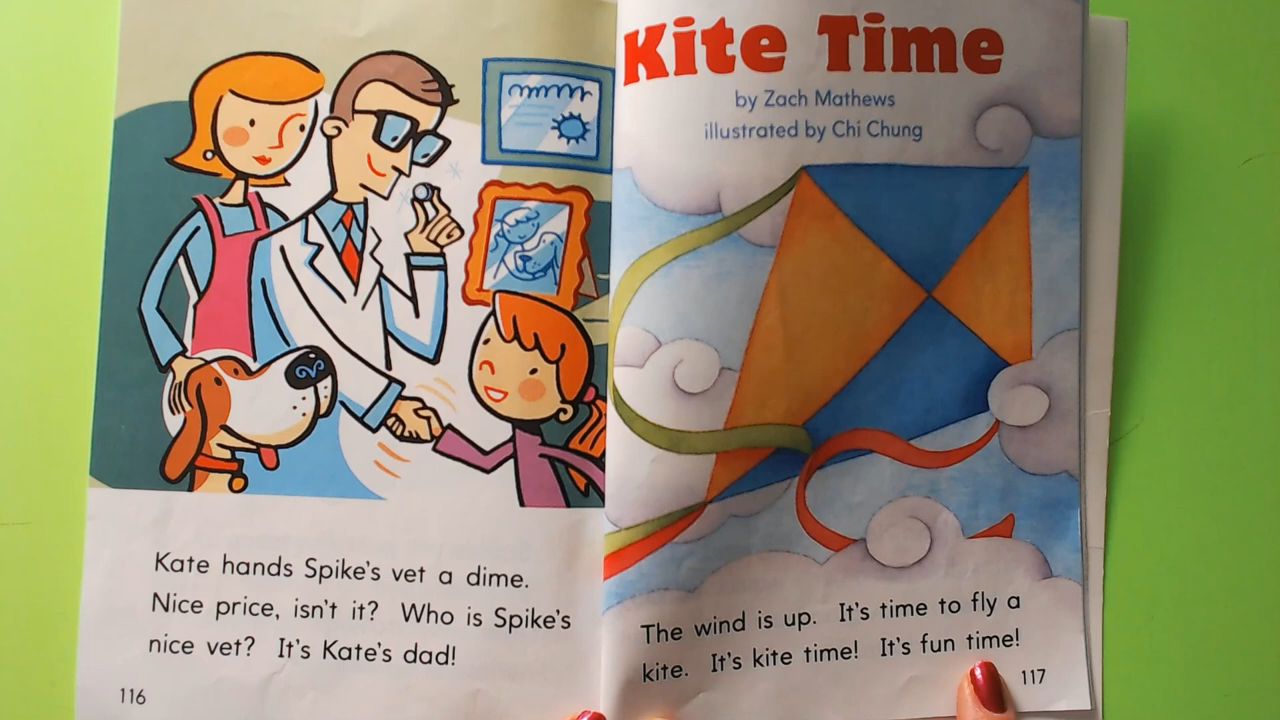 Kate hands Spike's vet a dime.
Nice price, isn't it? Who is Spike's
nice vet? It's Kate's dad!
116
Kite Time
by Zach Mathews
illustrated by Chi Chung
The wind is up. It's time to fly a
kite. It's kite time! It's fun time!
117